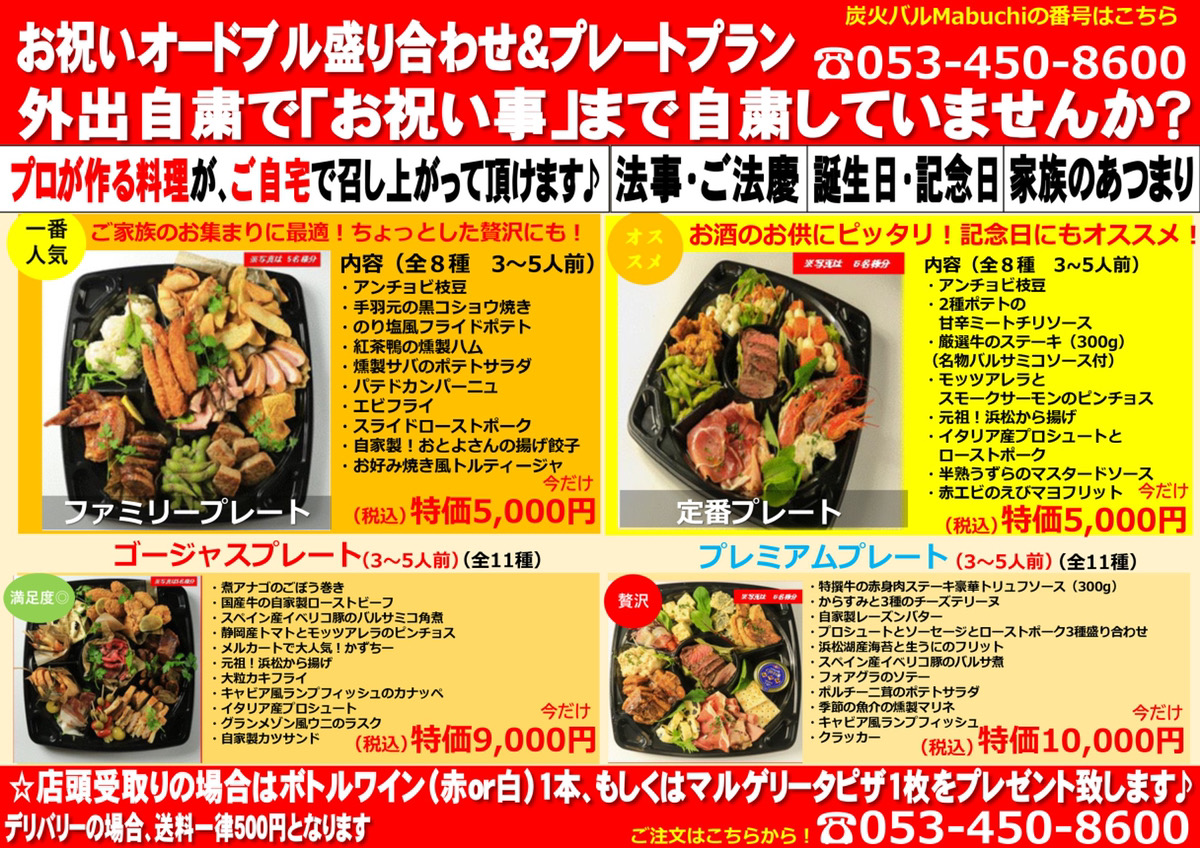 炭火バルMabuchiの番号はこちら
お祝いオードブル盛り合わせ&プレートプラン
☎053-450-8600
外出自粛で「お祝い事」まで自粛していませんか?
プロが作る料理が、ご自宅で召し上がって頂けます♪
法事・ご法慶
誕生日・記念日
家族のあつまり
一番
人気
ご家族のお集まりに最適!ちょっとした贅沢にも!
※写真は 5名様分
内容(全8種 3~5人前)
・アンチョビ枝豆
・手羽元の黒コショウ焼き
・のり塩風フライドポテト
・紅茶鴨の燻製ハム
・燻製サバのポテトサラダ
・パテドカンパーニュ
・エビフライ
・スライドローストポーク
・自家製!おとよさんの揚げ餃子
・お好み焼き風トルティージャ
今だけ
(税込)特価5,000円
ファミリープレート
オス
スメ
お酒のお供にピッタリ!記念日にもオススメ!
※写真は 5名様分
内容(全8種 3~5人前)
・アンチョビ枝豆
・2種ポテトの
甘辛ミートチリソース
・厳選牛のステーキ(300g)
(名物バルサミコソース付)
・モッツアレラと
スモークサーモンのピンチョス
・元祖!浜松から揚げ
・イタリア産プロシュートと
ローストポーク
・半熟うずらのマスタードソース
・赤エビのえびマヨフリット
今だけ
(税込)特価5,000円
定番プレート
ゴージャスプレート(3~5人前)(全11種)
満足度◎
※写真は5名様分
・煮アナゴのごぼう巻き
・国産牛の自家製ローストビーフ
・スペイン産イベリコ豚のバルサミコ角煮
・静岡産トマトとモッツアレラのピンチョス
・メルカートで大人気!かずちー
・元祖!浜松から揚げ
・大粒カキフライ
・キャビア風ランプフィッシュのカナッペ
・イタリア産プロシュート
・グランメゾン風ウニのラスク
・自家製カツサンド
今だけ
(税込)特価9,000円
プレミアムプレート(3~5人前)(全11種)
贅沢
※写真は 5名様分
・特撰牛の赤身肉ステーキ豪華トリュフソース(300g)
・からすみと3種のチーズテリーヌ
・自家製レーズンバター
・プロシュートとソーセージとローストポーク3種盛り合わせ
・浜松湖産海苔と生うにのフリット
・スペイン産イベリコ豚のバルサ煮
・フォアグラのソテー
・ポルチーニ茸のポテトサラダ
・季節の魚介の燻製マリネ
・キャビア風ランプフィッシュ
・クラッカー
今だけ
(税込)特価10,000円
☆店頭受取りの場合はボトルワイン(赤or白)1本、もしくはマルゲリータピザ1枚をプレゼント致します♪
デリバリーの場合、送料一律500円となります
ご注文はこちらから!☎053-450-8600